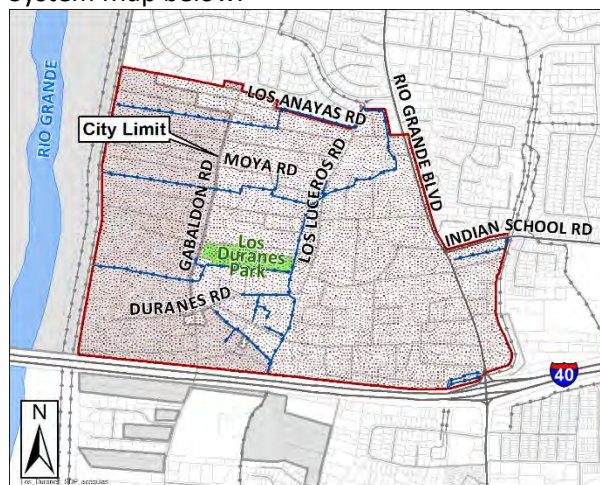 System map below.
RIO GRANDE
LOS ANAYAS RD
City Limit
MOYA RD
RIO GRANDE BLVD
GABALDON RD
LOS LUCEROS RD
INDIAN SCHOOL RD
Los
Duranes
Park
DURANES RD
40
N